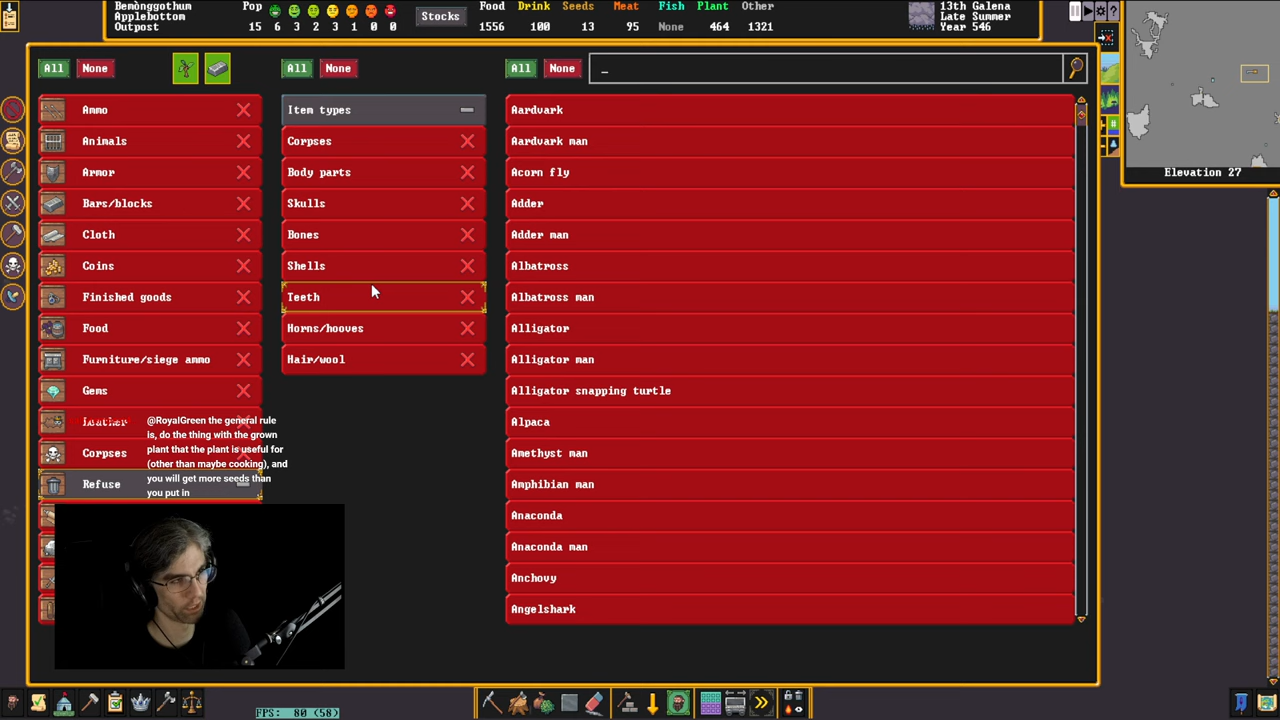 Bemònggothum
Applebottom
Outpost
Pop
15 6 3 2 3 1 0 0
Stocks
Food Drink Seeds Meat Fish Plant Other
1556 100 13 95 None 464 1321
13th Galena
Late Summer
Year 546
Elevation 27
All None
All None
All None
_
Ammo
Animals
Armor
Bars/blocks
Cloth
Coins
Finished goods
Food
Furniture/siege ammo
Gems
Leather
Corpses
Refuse
Item types
Corpses
Body parts
Skulls
Bones
Shells
Teeth
Horns/hooves
Hair/wool
Aardvark
Aardvark man
Acorn fly
Adder
Adder man
Albatross
Albatross man
Alligator
Alligator man
Alligator snapping turtle
Alpaca
Amethyst man
Amphibian man
Anaconda
Anaconda man
Anchovy
Angelshark
@RoyalGreen the general rule
is, do the thing with the grown
plant that the plant is useful for
(other than maybe cooking), and
you will get more seeds than
you put in
FPS: 80 (58)